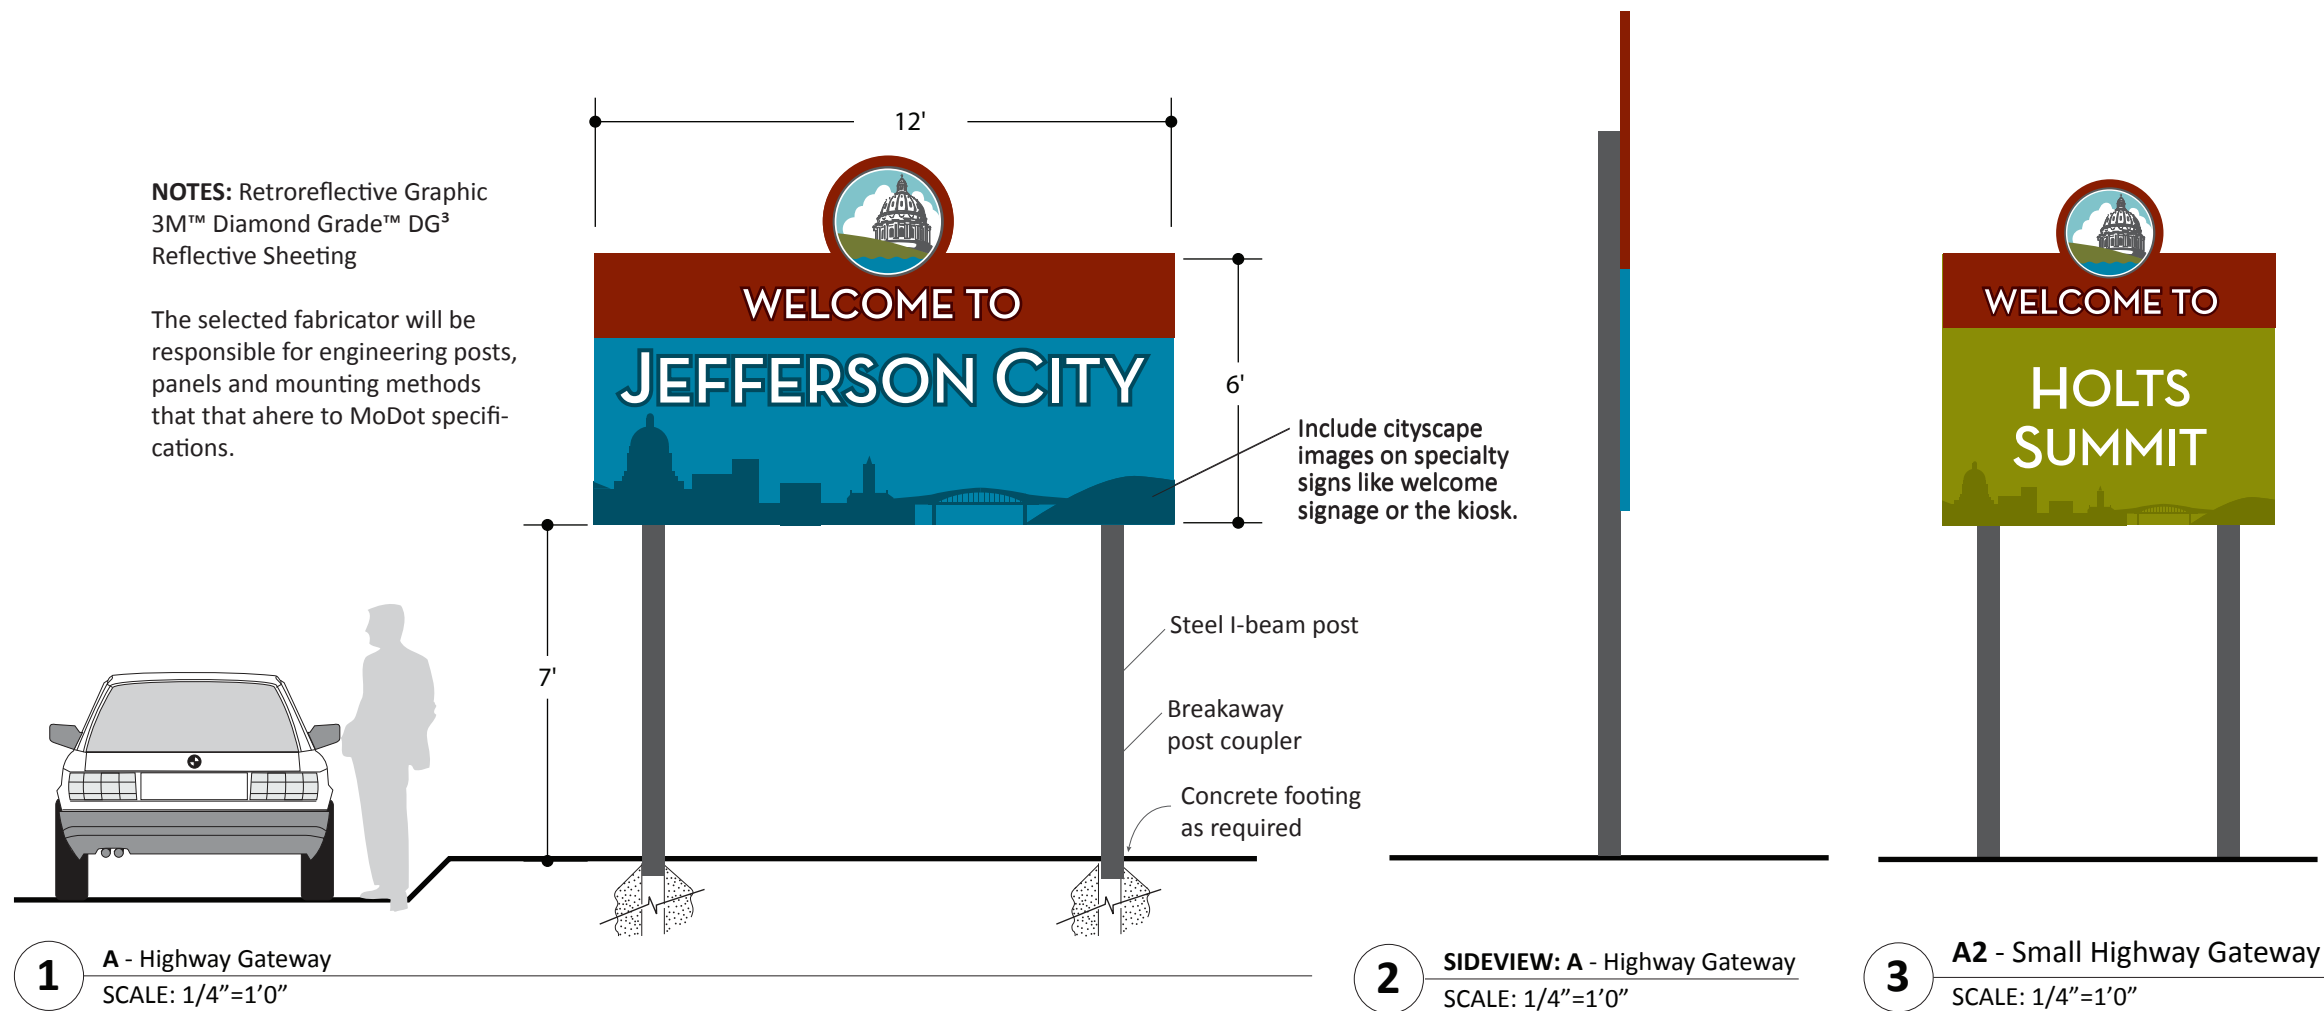 NOTES: Retroreflective Graphic
3M™ Diamond Grade™ DG³
Reflective Sheeting
The selected fabricator will be
responsible for engineering posts,
panels and mounting methods
that that ahere to MoDot specifi-
cations.
12'
WELCOME TO
JEFFERSON CITY
6'
Include cityscape
images on specialty
signs like welcome
signage or the kiosk.
7'
Steel I-beam post
Breakaway
post coupler
Concrete footing
as required
WELCOME TO
HOLTS
SUMMIT
1
A - Highway Gateway
SCALE: 1/4”=1’0”
2
SIDEVIEW: A - Highway Gateway
SCALE: 1/4”=1’0”
3
A2 - Small Highway Gateway
SCALE: 1/4”=1’0”